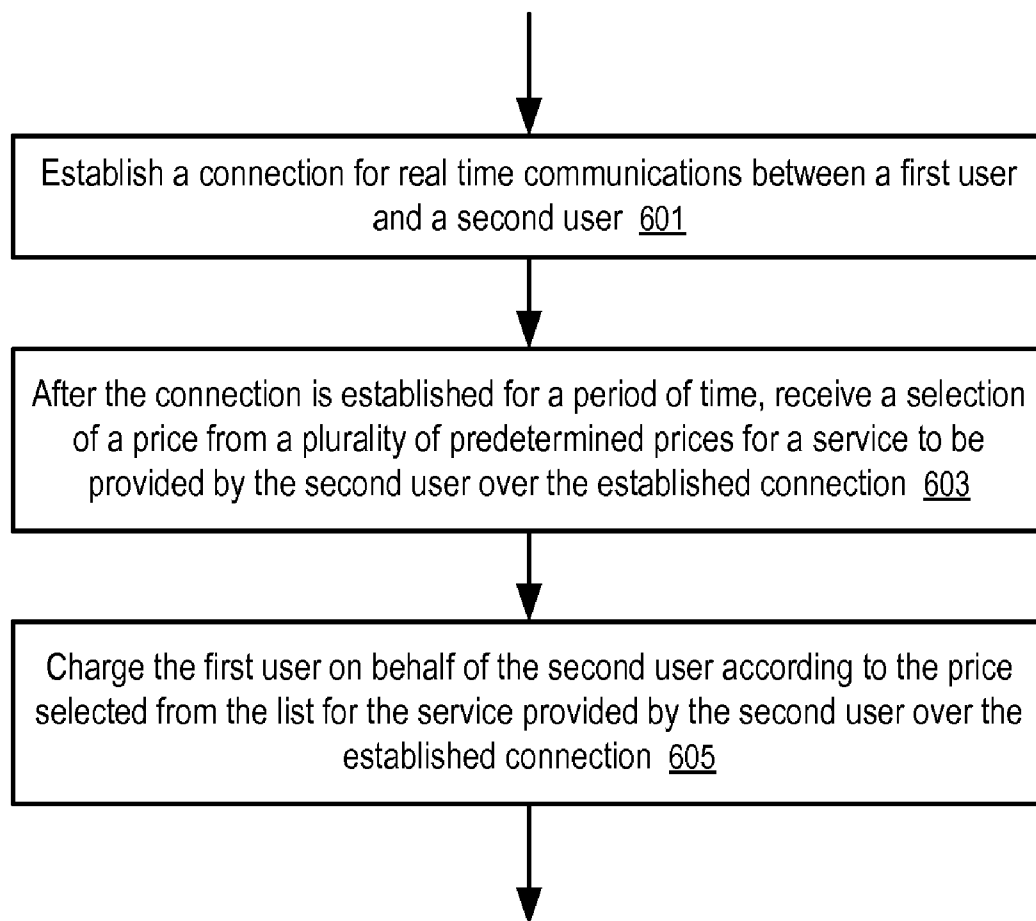 Establish a connection for real time communications between a first user
and a second user 601
After the connection is established for a period of time, receive a selection
of a price from a plurality of predetermined prices for a service to be
provided by the second user over the established connection 603
Charge the first user on behalf of the second user according to the price
selected from the list for the service provided by the second user over the
established connection 605